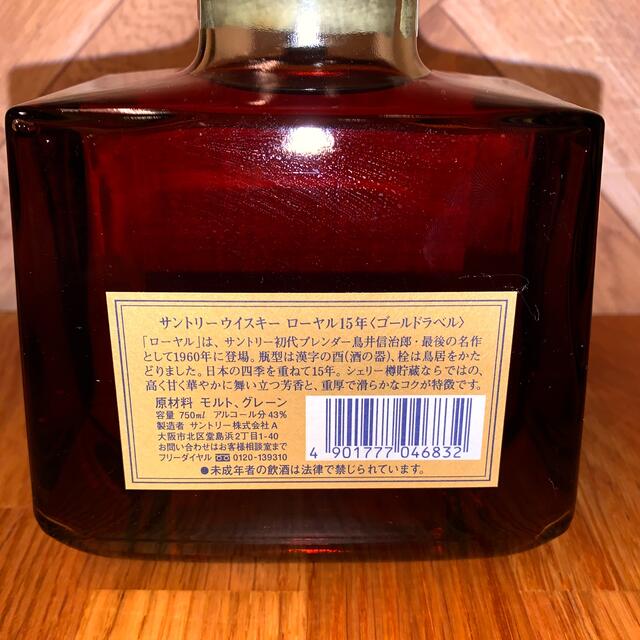 サントリーウイスキー ローヤル15年〈ゴールドラベル〉
「ローヤル」は、サントリー初代ブレンダー鳥井信治郎・最後の名作
として1960年に登場。瓶型は漢字の酉(酒の器)、栓は鳥居をかた
どりました。日本の四季を重ねて15年。シェリー樽貯蔵ならではの、
高く甘く華やかに舞い立つ芳香と、重厚で滑らかなコクが特徴です。
原材料 モルト、グレーン
容量 750ml アルコール分43%
製造者 サントリー株式会社A
大阪市北区堂島浜2丁目1-40
お問い合わせはお客様相談室まで
フリーダイヤル 0120-139310
4 901777 046832
●未成年者の飲酒は法律で禁じられています。